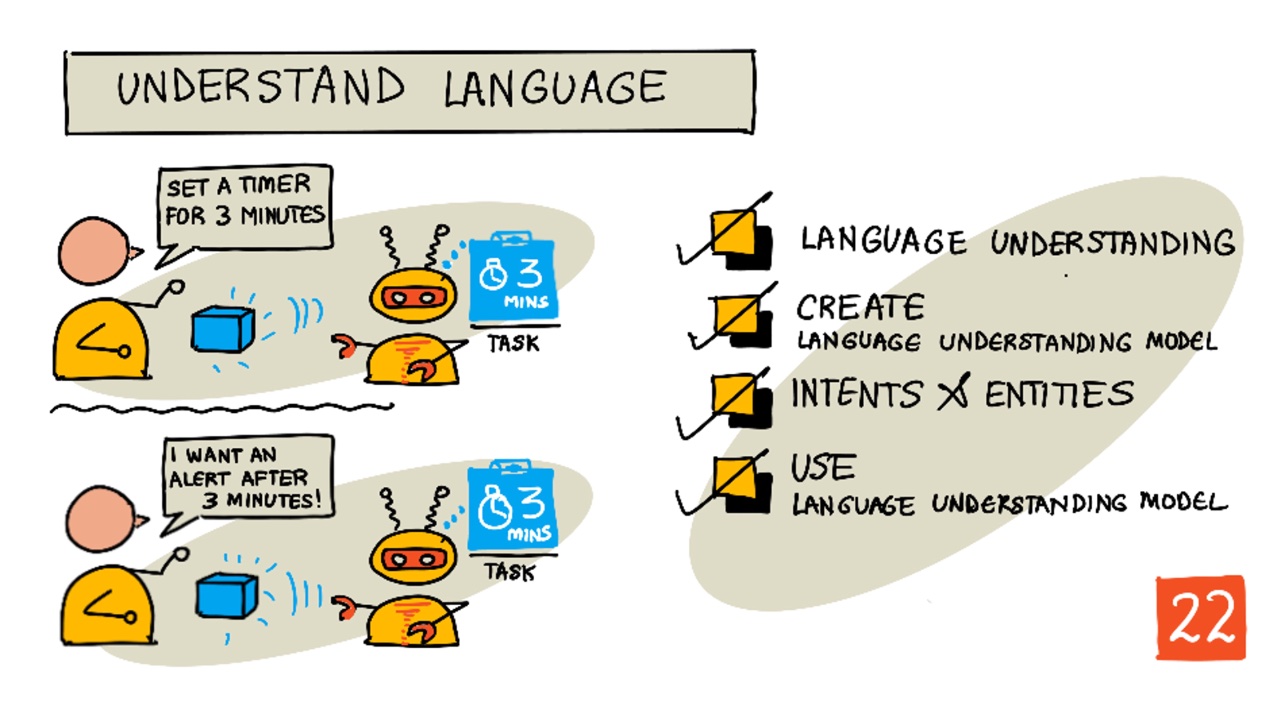 UNDERSTAND LANGUAGE
SET A TIMER
FOR 3 MINUTES
3
MINS
TASK
I WANT AN
ALERT AFTER
3 MINUTES!
3
MINS
TASK
LANGUAGE UNDERSTANDING
CREATE
LANGUAGE UNDERSTANDING MODEL
INTENTS & ENTITIES
USE
LANGUAGE UNDERSTANDING MODEL
22